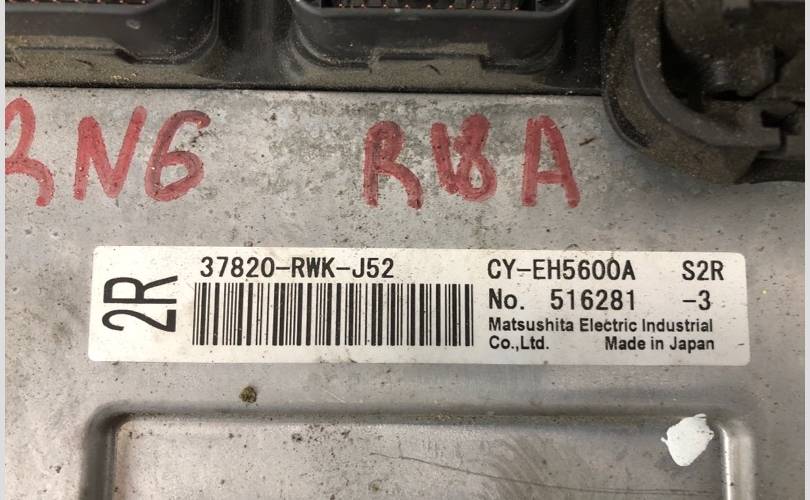 RN6 R18A
2R
37820-RWK-J52
CY-EH5600A S2R
No. 516281 -3
Matsushita Electric Industrial
Co.,Ltd. Made in Japan